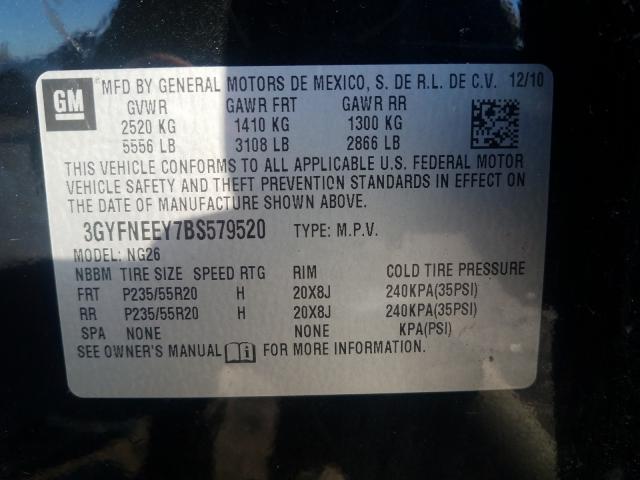 GM MFD BY GENERAL MOTORS DE MEXICO, S. DE R.L. DE C.V. 12/10
GVWR GAWR FRT GAWR RR
2520 KG 1410 KG 1300 KG
5556 LB 3108 LB 2866 LB
THIS VEHICLE CONFORMS TO ALL APPLICABLE U.S. FEDERAL MOTOR
VEHICLE SAFETY AND THEFT PREVENTION STANDARDS IN EFFECT ON
THE DATE OF MANUFACTURE SHOWN ABOVE.
3GYFNEEY7BS579520 TYPE: M.P.V.
MODEL: NG26
NBBM TIRE SIZE SPEED RTG RIM COLD TIRE PRESSURE
FRT P235/55R20 H 20X8J 240KPA(35PSI)
RR P235/55R20 H 20X8J 240KPA(35PSI)
SPA NONE NONE KPA(PSI)
SEE OWNER'S MANUAL FOR MORE INFORMATION.